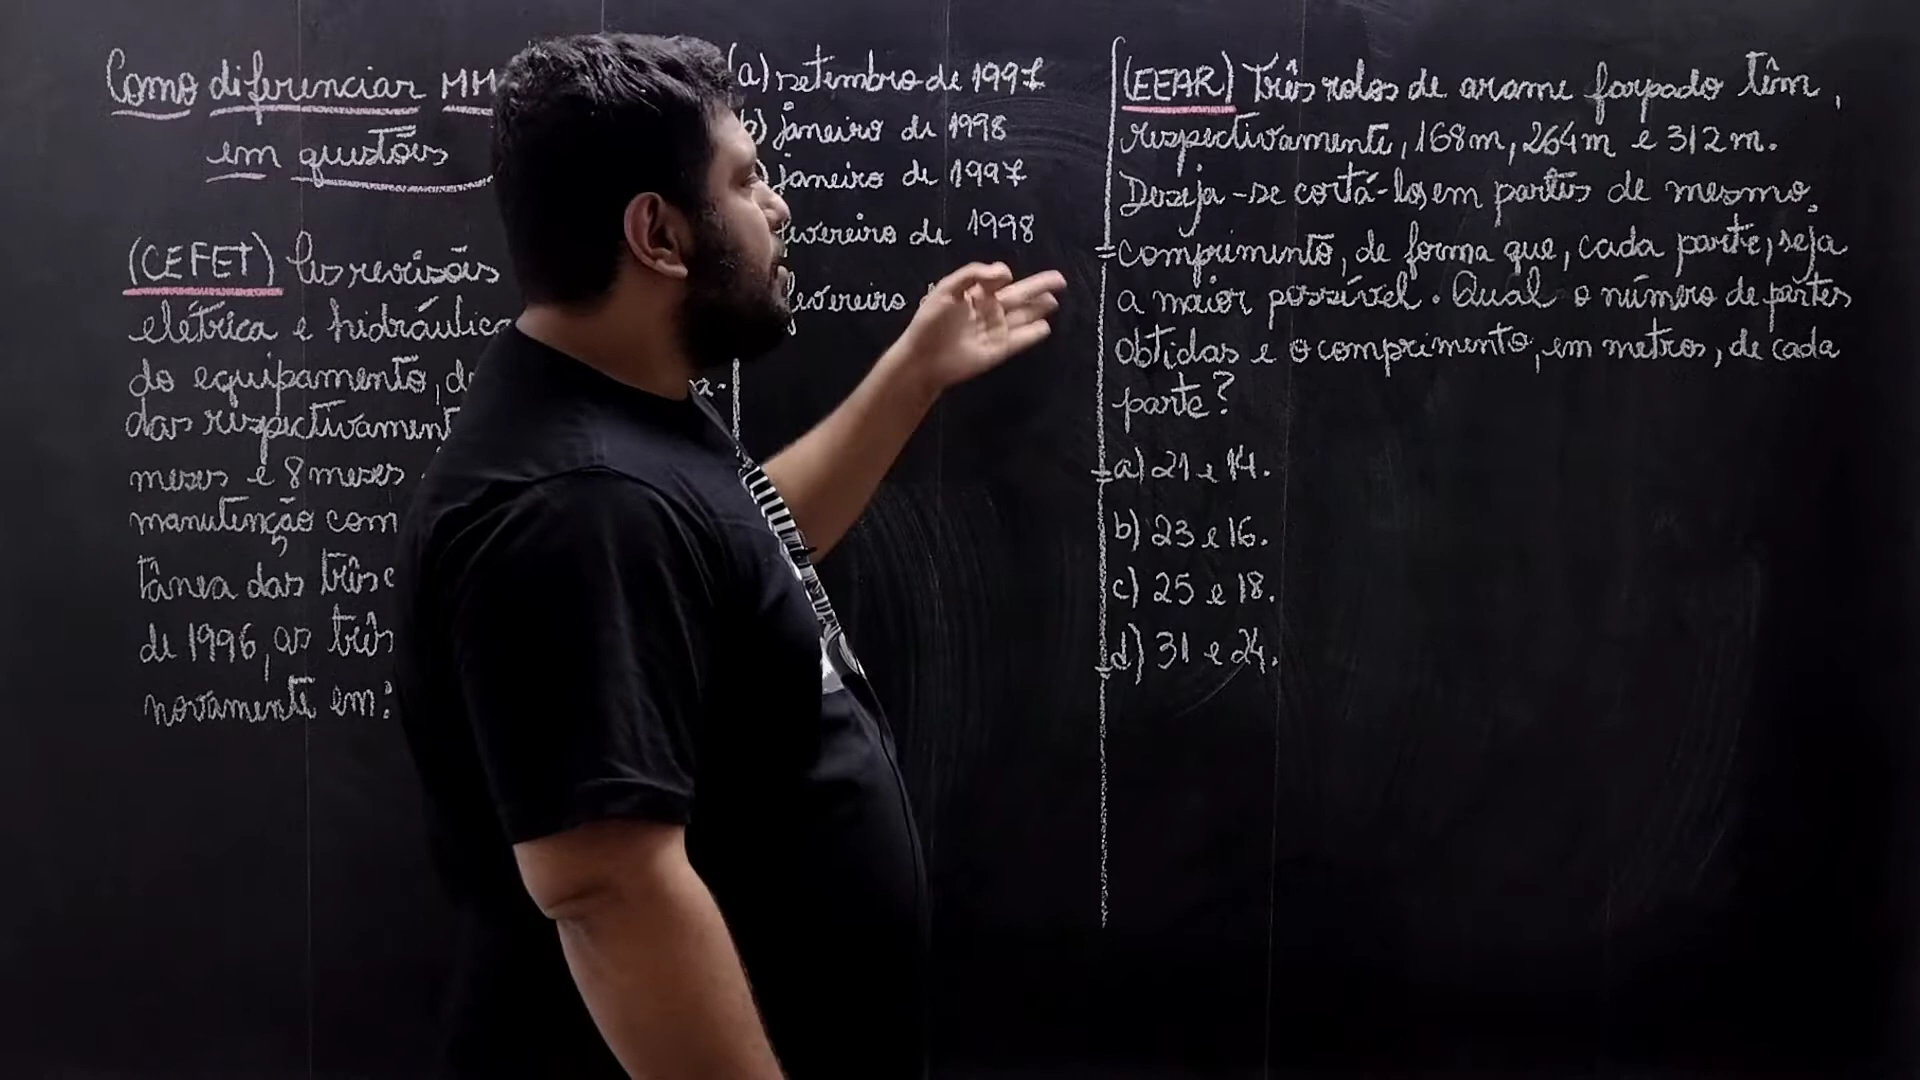 Como diferenciar MM
em questões
(CEFET) As revisões
elétrica e hidráulica
do equipamento, d
das respectivament
meses e 8 meses
manutenção com
tânea das três
de 1996, as três
novamente em:
a) setembro de 1997
b) janeiro de 1998
janeiro de 1997
fevereiro de 1998
fevereiro
(EEAR) Três rolos de arame farpado têm,
respectivamente, 168m, 264m e 312m.
Deseja-se cortá-los em partes de mesmo
comprimento, de forma que, cada parte, seja
a maior possível. Qual o número de partes
obtidas e o comprimento, em metros, de cada
parte?
a) 21 e 14.
b) 23 e 16.
c) 25 e 18.
d) 31 e 24.